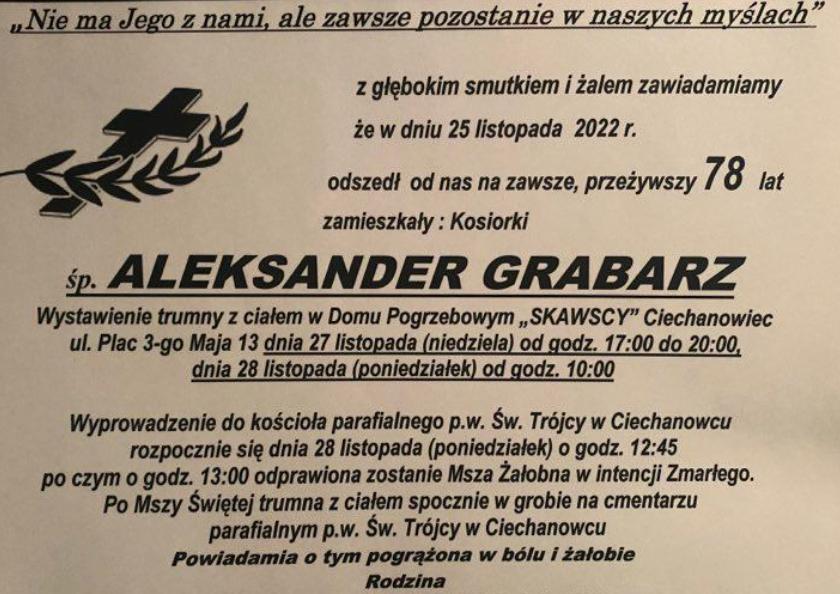 „Nie ma Jego z nami, ale zawsze pozostanie w naszych myślach”
z głębokim smutkiem i żalem zawiadamiamy
że w dniu 25 listopada 2022 r.
odszedł od nas na zawsze, przeżywszy 78 lat
zamieszkały : Kosiorki
śp. ALEKSANDER GRABARZ
Wystawienie trumny z ciałem w Domu Pogrzebowym „SKAWSCY” Ciechanowiec
ul. Plac 3-go Maja 13 dnia 27 listopada (niedziela) od godz. 17:00 do 20:00,
dnia 28 listopada (poniedziałek) od godz. 10:00
Wyprowadzenie do kościoła parafialnego p.w. Św. Trójcy w Ciechanowcu
rozpocznie się dnia 28 listopada (poniedziałek) o godz. 12:45
po czym o godz. 13:00 odprawiona zostanie Msza Żałobna w intencji Zmarłego.
Po Mszy Świętej trumna z ciałem spocznie w grobie na cmentarzu
parafialnym p.w. Św. Trójcy w Ciechanowcu
Powiadamia o tym pogrążona w bólu i żałobie
Rodzina